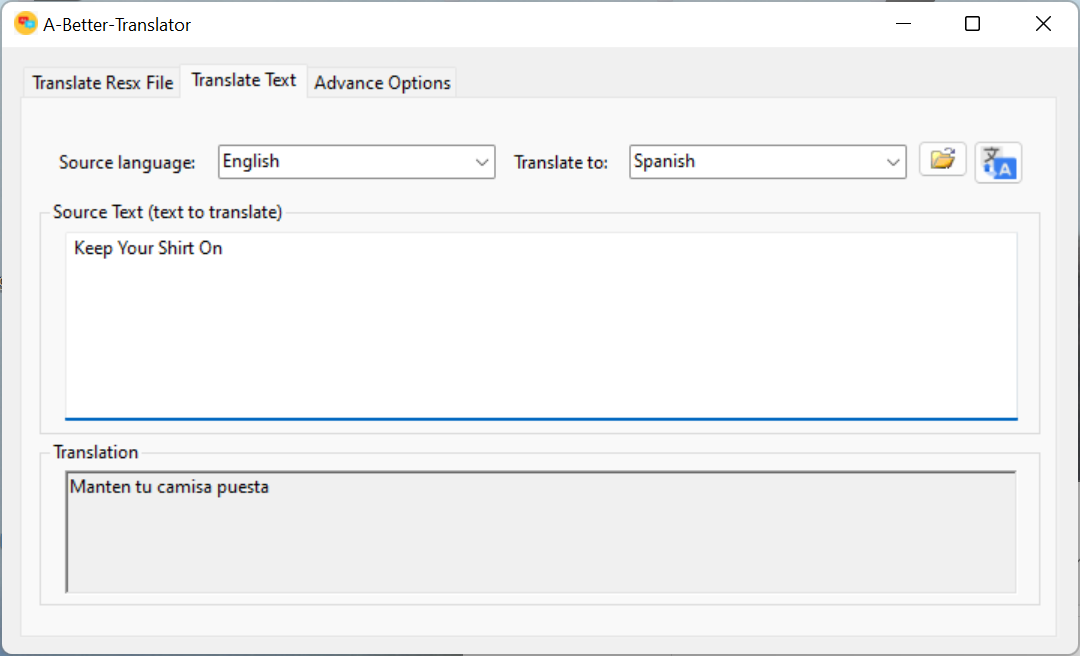 A-Better-Translator
Translate Resx File Translate Text Advance Options
Source language: English Translate to: Spanish
Source Text (text to translate)
Keep Your Shirt On
Translation
Manten tu camisa puesta